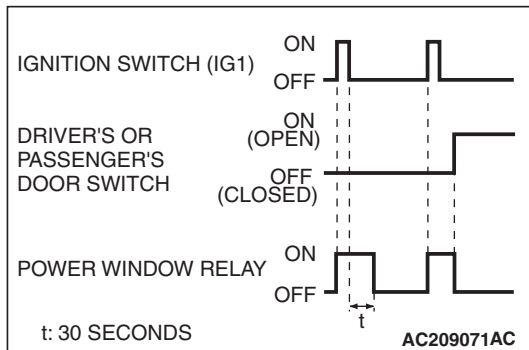 ON
IGNITION SWITCH (IG1)
OFF
ON
(OPEN)
DRIVER'S OR
PASSENGER'S
DOOR SWITCH
OFF
(CLOSED)
ON
POWER WINDOW RELAY
OFF
t
t: 30 SECONDS
AC209071AC